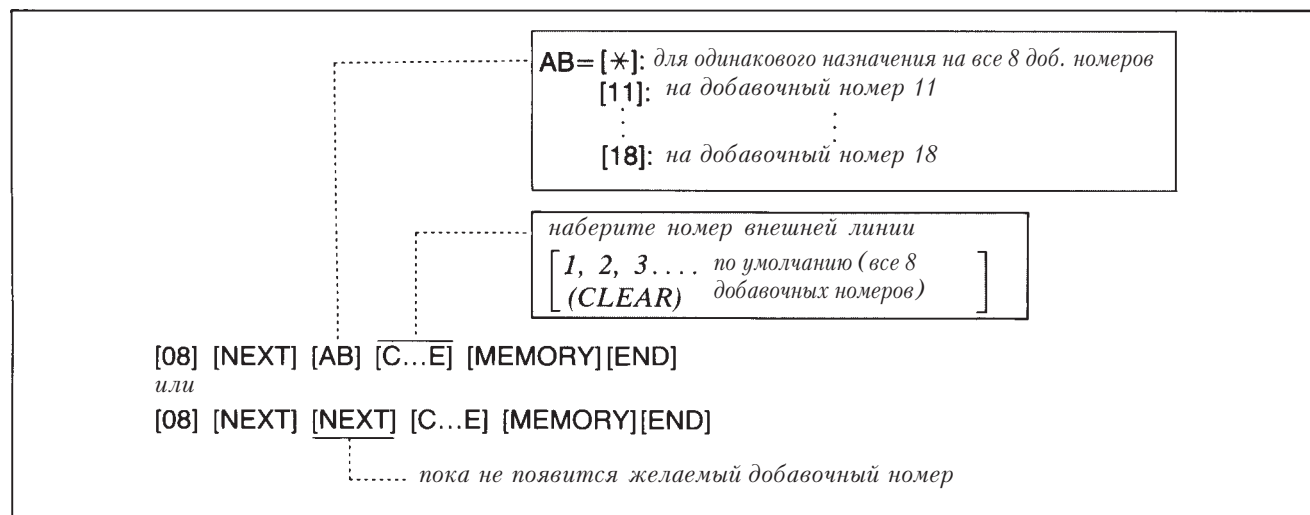 AB=[*]: для одинакового назначения на все 8 доб. номеров
[11]: на добавочный номер 11
[18]: на добавочный номер 18
наберите номер внешней линии
1, 2, 3.... по умолчанию (все 8
(CLEAR) добавочных номеров)
[08] [NEXT] [AB] [C...E] [MEMORY][END]
или
[08] [NEXT] [NEXT] [C...E] [MEMORY][END]
пока не появится желаемый добавочный номер